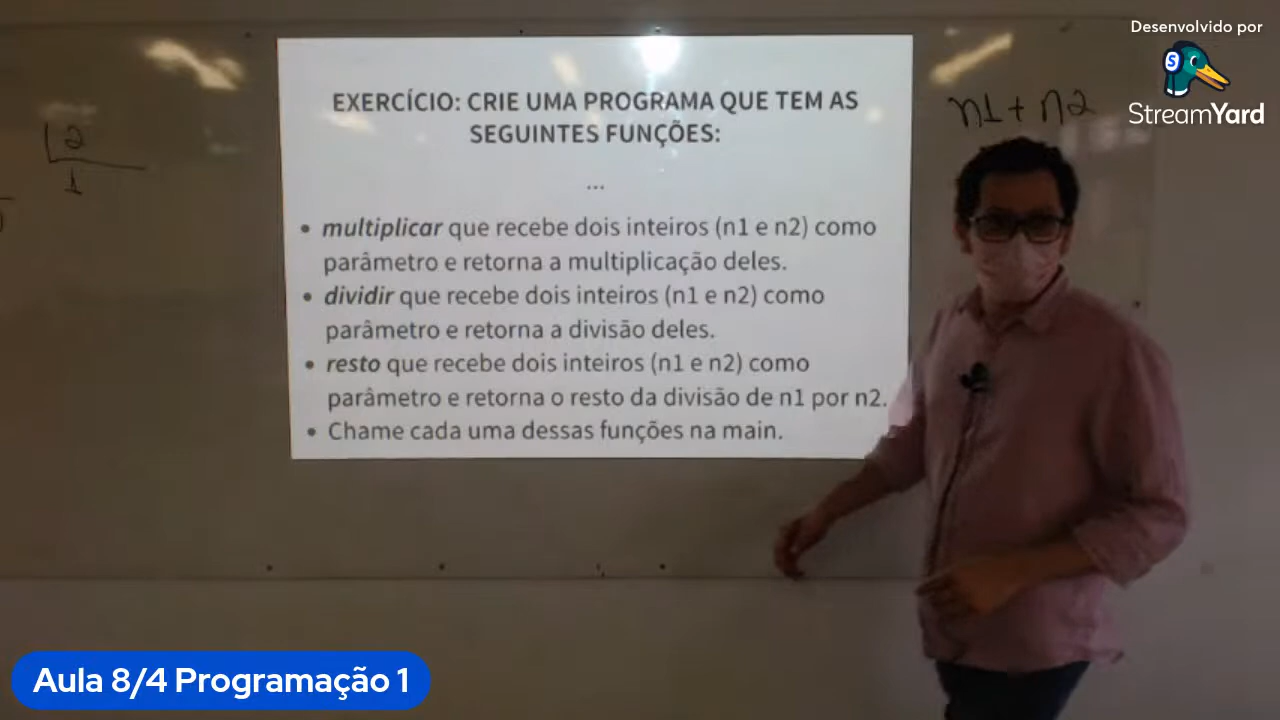 Desenvolvido por
StreamYard
n1 + n2
2
1
EXERCÍCIO: CRIE UMA PROGRAMA QUE TEM AS
SEGUINTES FUNÇÕES:
...
• multiplicar que recebe dois inteiros (n1 e n2) como
parâmetro e retorna a multiplicação deles.
• dividir que recebe dois inteiros (n1 e n2) como
parâmetro e retorna a divisão deles.
• resto que recebe dois inteiros (n1 e n2) como
parâmetro e retorna o resto da divisão de n1 por n2.
• Chame cada uma dessas funções na main.
Aula 8/4 Programação 1